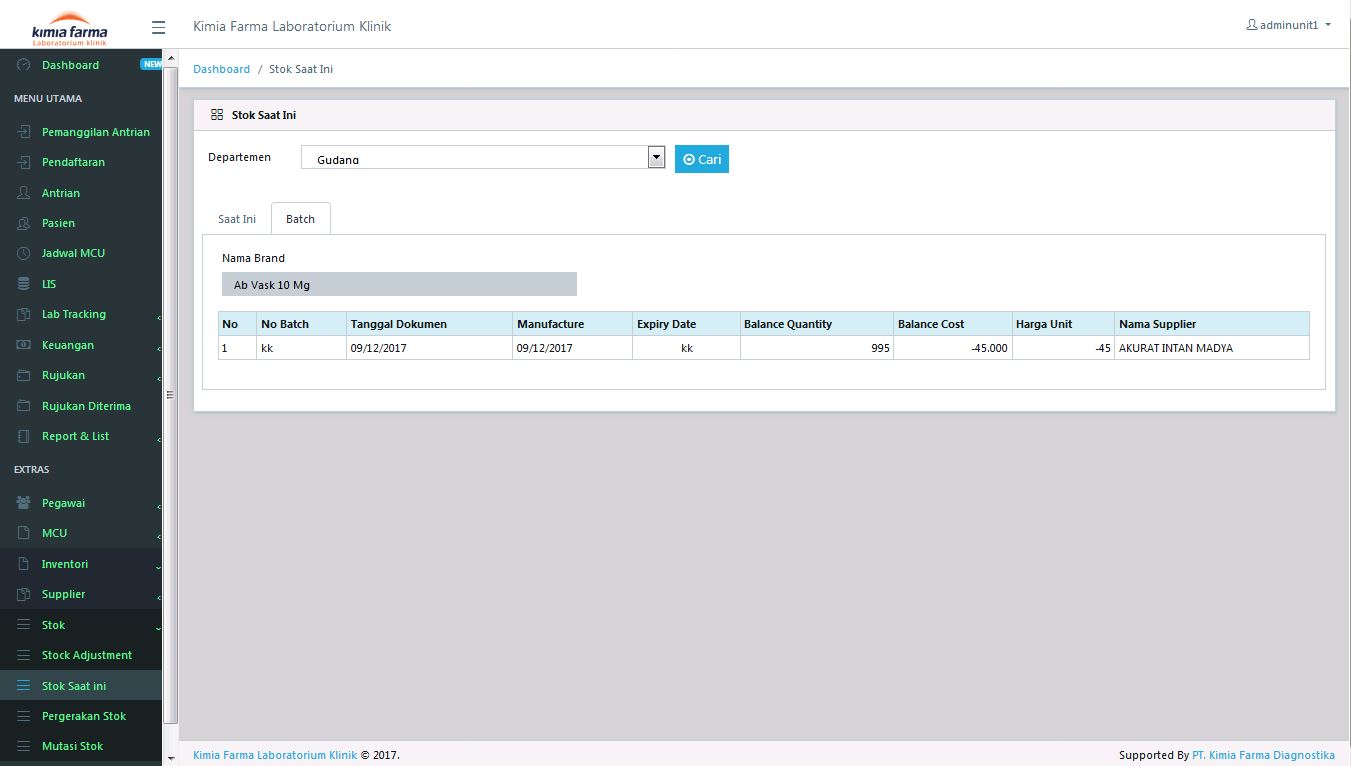 kimia farma
Laboratorium Klinik
Kimia Farma Laboratorium Klinik
adminunit1
Dashboard
NEW
MENU UTAMA
Pemanggilan Antrian
Pendaftaran
Antrian
Pasien
Jadwal MCU
LIS
Lab Tracking
Keuangan
Rujukan
Rujukan Diterima
Report & List
EXTRAS
Pegawai
MCU
Inventori
Supplier
Stok
Stock Adjustment
Stok Saat ini
Pergerakan Stok
Mutasi Stok
Dashboard / Stok Saat Ini
Stok Saat Ini
Departemen Gudang Cari
Saat Ini Batch
Nama Brand
Ab Vask 10 Mg
No No Batch Tanggal Dokumen Manufacture Expiry Date Balance Quantity Balance Cost Harga Unit Nama Supplier
1 kk 09/12/2017 09/12/2017 kk 995 -45.000 -45 AKURAT INTAN MADYA
Kimia Farma Laboratorium Klinik © 2017. Supported By PT. Kimia Farma Diagnostika